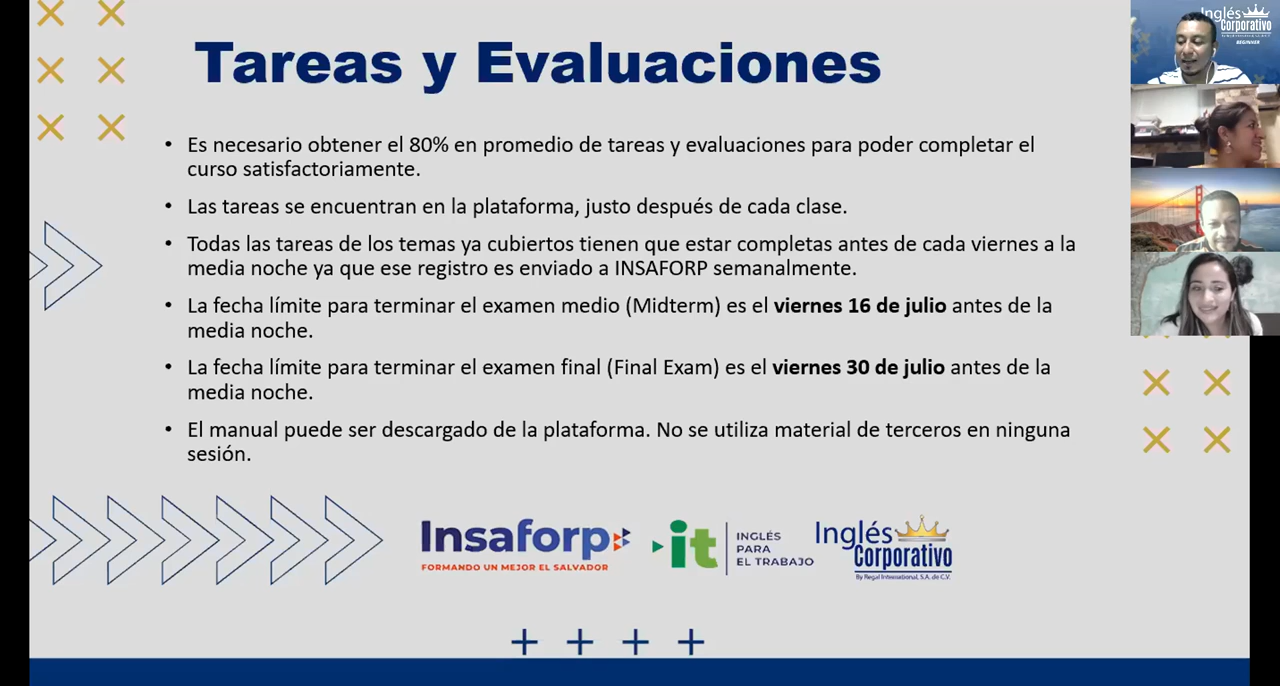 Tareas y Evaluaciones
• Es necesario obtener el 80% en promedio de tareas y evaluaciones para poder completar el
curso satisfactoriamente.
• Las tareas se encuentran en la plataforma, justo después de cada clase.
• Todas las tareas de los temas ya cubiertos tienen que estar completas antes de cada viernes a la
media noche ya que ese registro es enviado a INSAFORP semanalmente.
• La fecha límite para terminar el examen medio (Midterm) es el viernes 16 de julio antes de la
media noche.
• La fecha límite para terminar el examen final (Final Exam) es el viernes 30 de julio antes de la
media noche.
• El manual puede ser descargado de la plataforma. No se utiliza material de terceros en ninguna
sesión.
Insaforp
FORMANDO UN MEJOR EL SALVADOR
it
INGLÉS
PARA
EL TRABAJO
Inglés
Corporativo
By Regal International, S.A. de C.V.
Inglés
Corporativo
BEGINNER